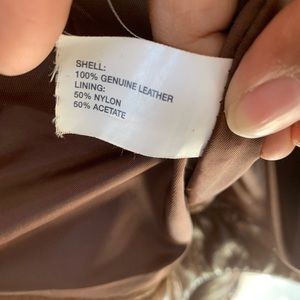 SHELL:
100% GENUINE LEATHER
LINING:
50% NYLON
50% ACETATE